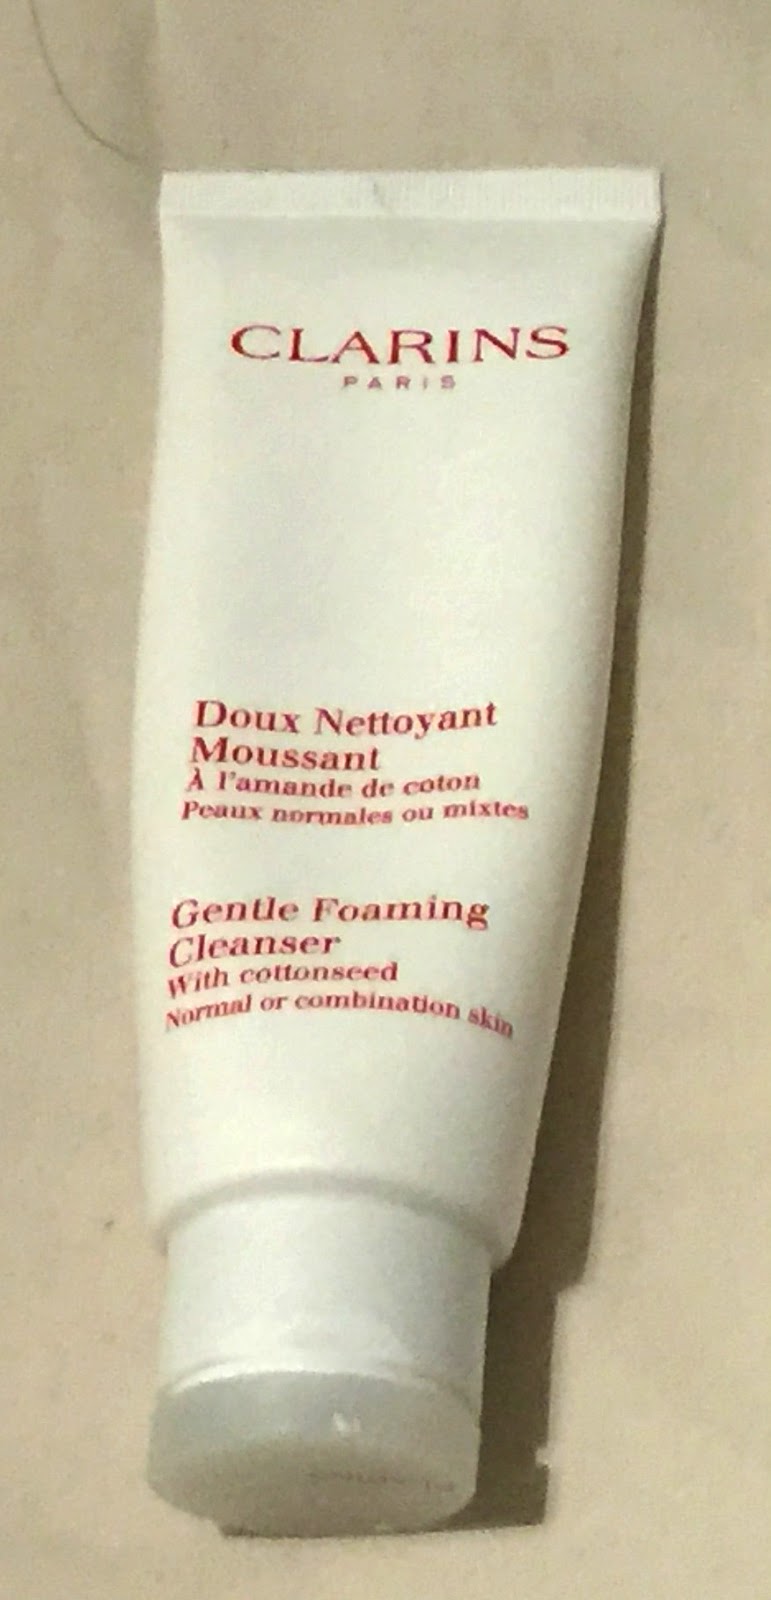 CLARINS
PARIS
Doux Nettoyant
Moussant
À l'amande de coton
Peaux normales ou mixtes
Gentle Foaming
Cleanser
With cottonseed
Normal or combination skin